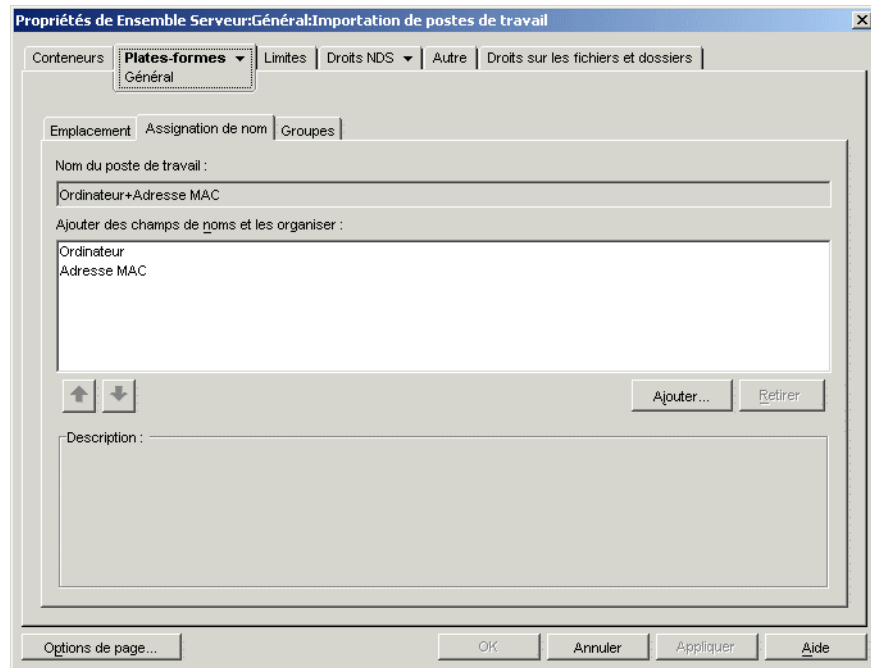 Propriétés de Ensemble Serveur:Général:Importation de postes de travail
Conteneurs Plates-formes Limites Droits NDS Autre Droits sur les fichiers et dossiers
Général
Emplacement Assignation de nom Groupes
Nom du poste de travail :
Ordinateur+Adresse MAC
Ajouter des champs de noms et les organiser :
Ordinateur
Adresse MAC
Ajouter... Retirer
Description :
Options de page... OK Annuler Appliquer Aide